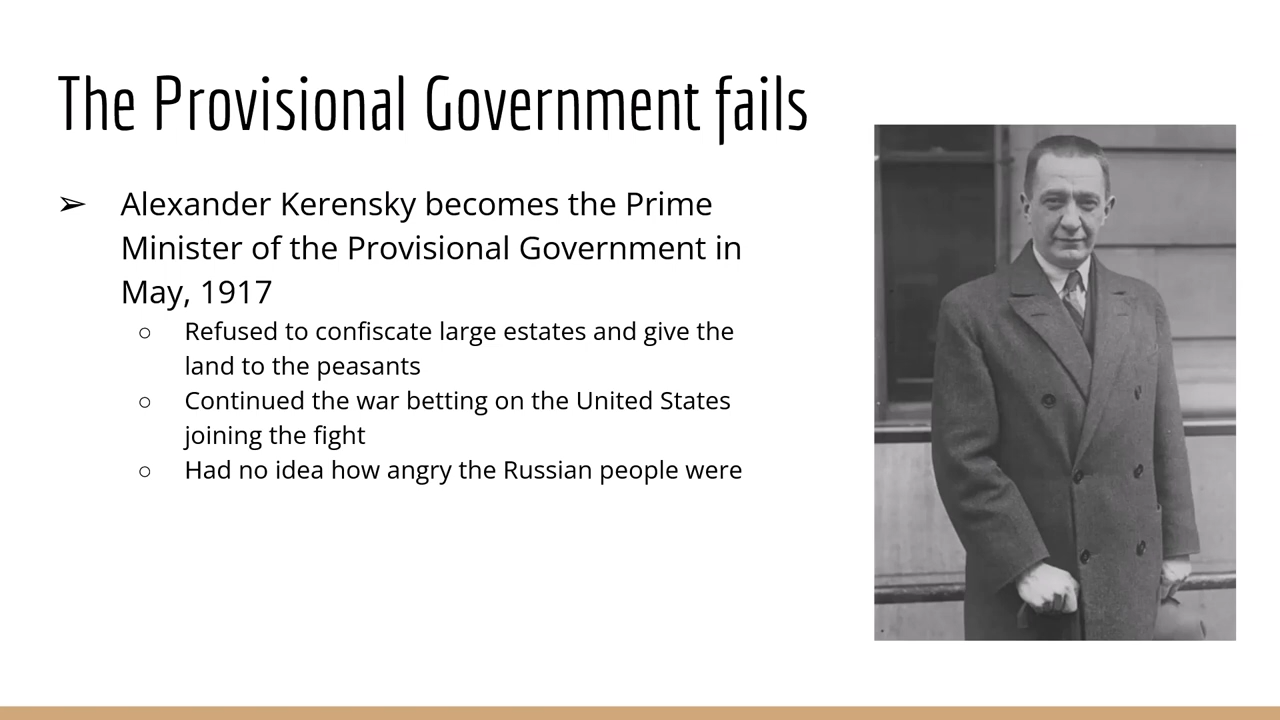 The Provisional Government fails
➢ Alexander Kerensky becomes the Prime
Minister of the Provisional Government in
May, 1917
○ Refused to confiscate large estates and give the
land to the peasants
○ Continued the war betting on the United States
joining the fight
○ Had no idea how angry the Russian people were